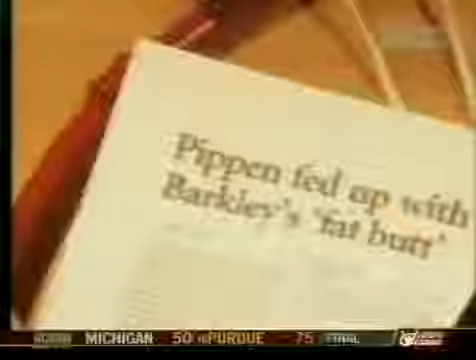 Pippen fed up with
Barkley's 'fat butt'
MICHIGAN 50 PURDUE 75 FINAL